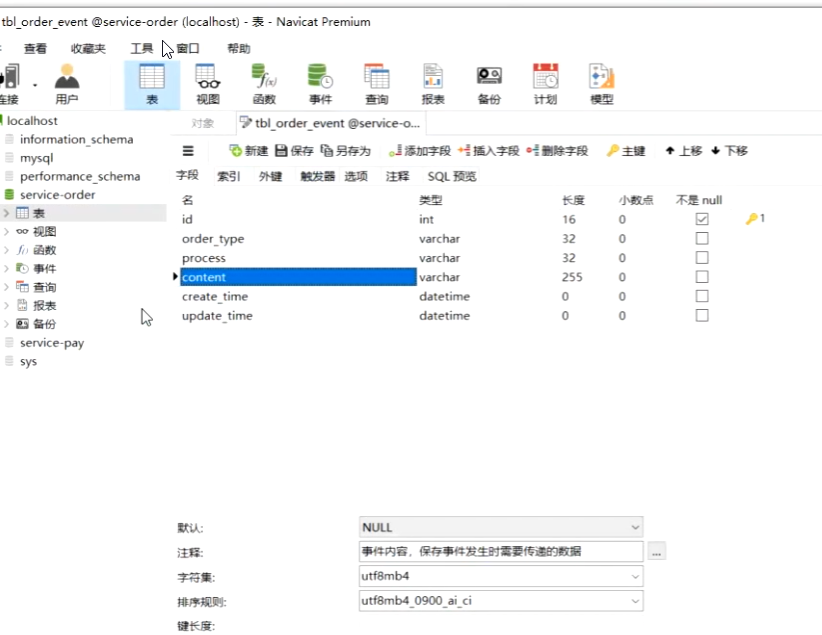 tbl_order_event @service-order (localhost) - 表 - Navicat Premium
查看 收藏夹 工具 窗口 帮助
连接 用户 表 视图 函数 事件 查询 报表 备份 计划 模型
localhost
information_schema
mysql
performance_schema
service-order
表
视图
函数
事件
查询
报表
备份
service-pay
sys
对象 tbl_order_event @service-o...
新建 保存 另存为 添加字段 插入字段 删除字段 主键 上移 下移
字段 索引 外键 触发器 选项 注释 SQL 预览
名 类型 长度 小数点 不是 null
id int 16 0 1
order_type varchar 32 0
process varchar 32 0
content varchar 255 0
create_time datetime 0 0
update_time datetime 0 0
默认: NULL
注释: 事件内容，保存事件发生时需要传递的数据 ...
字符集: utf8mb4
排序规则: utf8mb4_0900_ai_ci
键长度: